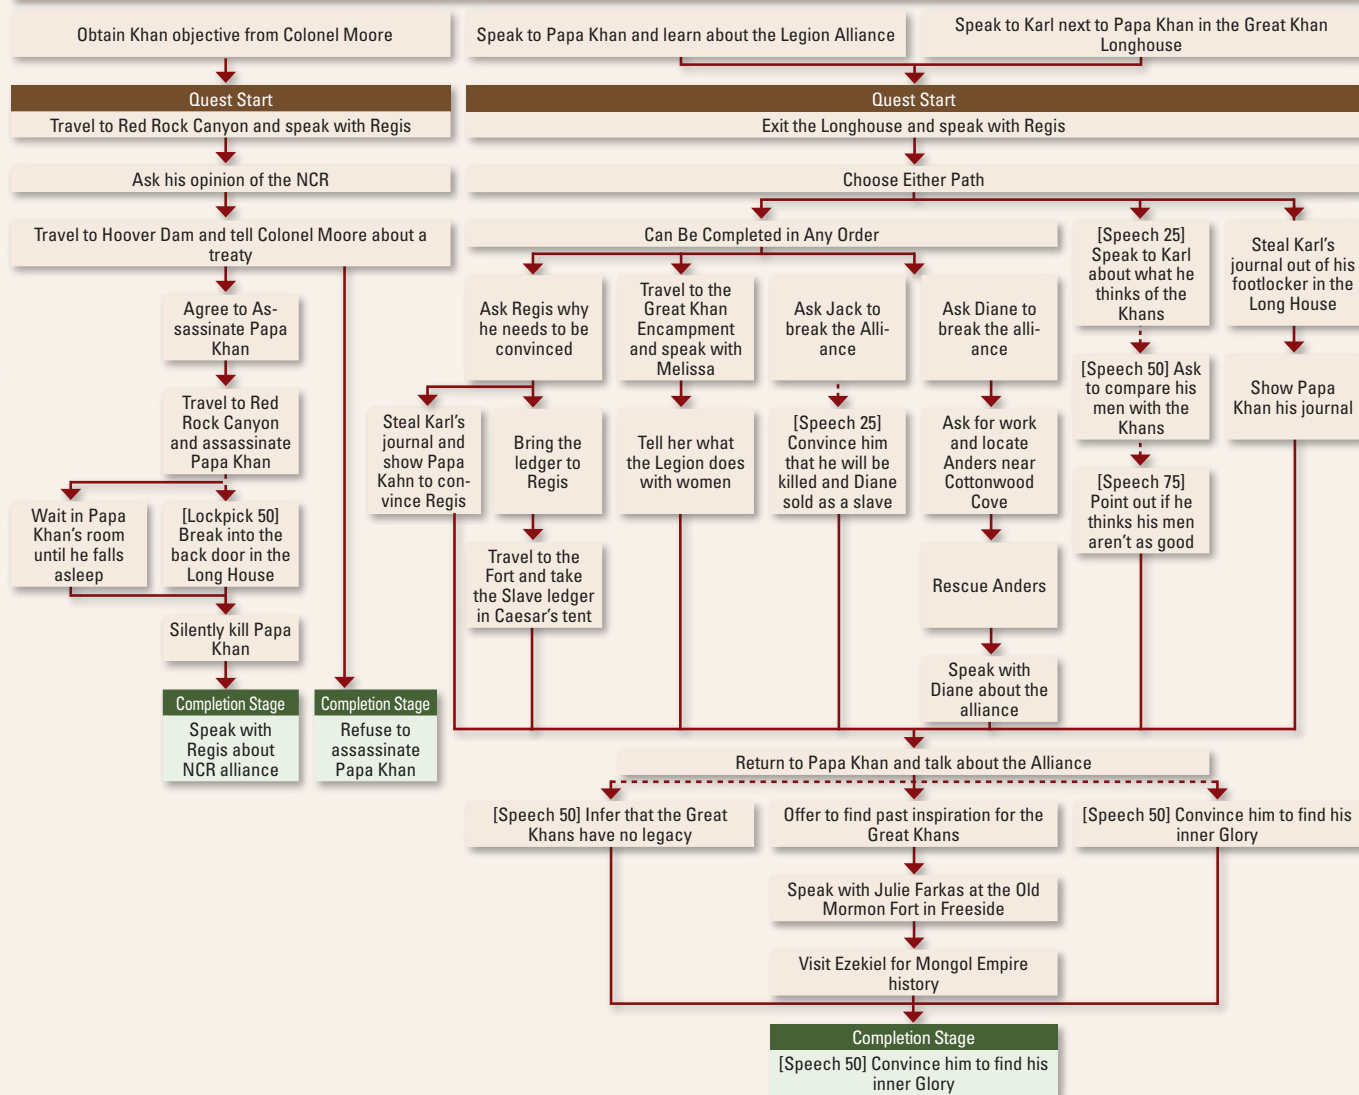 Obtain Khan objective from Colonel Moore
Speak to Papa Khan and learn about the Legion Alliance
Speak to Karl next to Papa Khan in the Great Khan
Longhouse
Quest Start
Travel to Red Rock Canyon and speak with Regis
Quest Start
Exit the Longhouse and speak with Regis
Ask his opinion of the NCR
Choose Either Path
Travel to Hoover Dam and tell Colonel Moore about a
treaty
Can Be Completed in Any Order
[Speech 25]
Speak to Karl
about what he
thinks of the
Khans
Steal Karl's
journal out of his
footlocker in the
Long House
Agree to As-
sassinate Papa
Khan
Ask Regis why
he needs to be
convinced
Travel to the
Great Khan
Encampment
and speak with
Melissa
Ask Jack to
break the Alli-
ance
Ask Diane to
break the alli-
ance
[Speech 50] Ask
to compare his
men with the
Khans
Show Papa
Khan his journal
Travel to Red
Rock Canyon
and assassinate
Papa Khan
Steal Karl's
journal and
show Papa
Kahn to con-
vince Regis
Bring the
ledger to
Regis
Tell her what
the Legion does
with women
[Speech 25]
Convince him
that he will be
killed and Diane
sold as a slave
Ask for work
and locate
Anders near
Cottonwood
Cove
[Speech 75]
Point out if he
thinks his men
aren't as good
Wait in Papa
Khan's room
until he falls
asleep
[Lockpick 50]
Break into the
back door in the
Long House
Travel to the
Fort and take
the Slave ledger
in Caesar's tent
Rescue Anders
Silently kill Papa
Khan
Speak with
Diane about the
alliance
Completion Stage
Speak with
Regis about
NCR alliance
Completion Stage
Refuse to
assassinate
Papa Khan
Return to Papa Khan and talk about the Alliance
[Speech 50] Infer that the Great
Khans have no legacy
Offer to find past inspiration for the
Great Khans
[Speech 50] Convince him to find his
inner Glory
Speak with Julie Farkas at the Old
Mormon Fort in Freeside
Visit Ezekiel for Mongol Empire
history
Completion Stage
[Speech 50] Convince him to find his
inner Glory